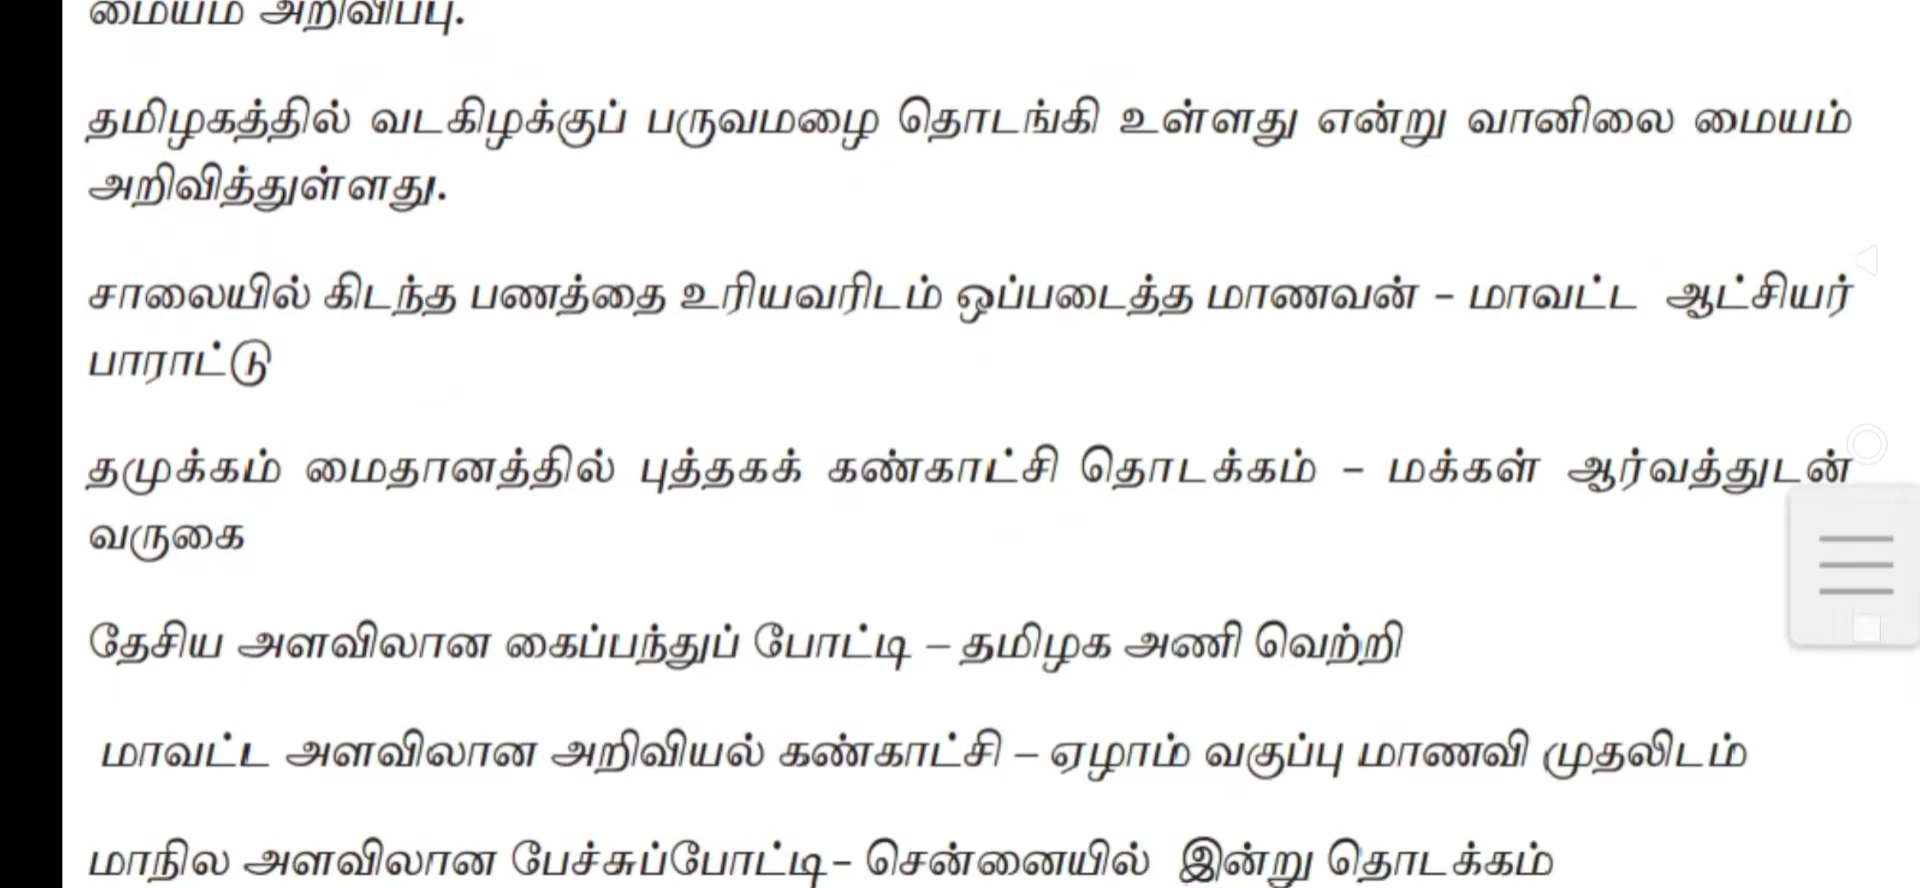 மையம் அறிவிப்பு.
தமிழகத்தில் வடகிழக்குப் பருவமழை தொடங்கி உள்ளது என்று வானிலை மையம்
அறிவித்துள்ளது.
சாலையில் கிடந்த பணத்தை உரியவரிடம் ஒப்படைத்த மாணவன் – மாவட்ட ஆட்சியர்
பாராட்டு
தமுக்கம் மைதானத்தில் புத்தகக் கண்காட்சி தொடக்கம் – மக்கள் ஆர்வத்துடன்
வருகை
தேசிய அளவிலான கைப்பந்துப் போட்டி – தமிழக அணி வெற்றி
மாவட்ட அளவிலான அறிவியல் கண்காட்சி – ஏழாம் வகுப்பு மாணவி முதலிடம்
மாநில அளவிலான பேச்சுப்போட்டி- சென்னையில் இன்று தொடக்கம்